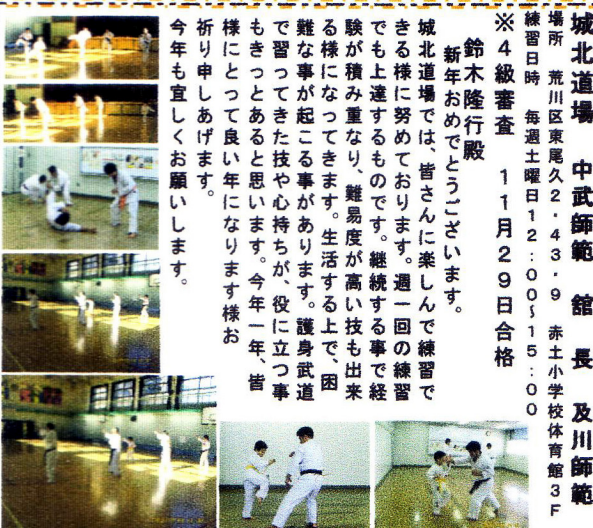 城北道場　中武師範　舘　長　及川師範
場所　荒川区東尾久２－４３－９　赤土小学校体育館３Ｆ
練習日時　毎週土曜日１２：００～１５：００
※４級審査　１１月２９日合格
鈴木隆行殿
新年おめでとうございます。
城北道場では、皆さんに楽しんで練習で
きる様に努めております。週一回の練習
でも上達するものです。継続する事で経
験が積み重なり、難易度が高い技も出来
る様になってきます。生活する上で、困
難な事が起こる事があります。護身武道
で習ってきた技や心持ちが、役に立つ事
もきっとあると思います。今年一年、皆
様にとって良い年になります様お
祈り申しあげます。
今年も宜しくお願いします。